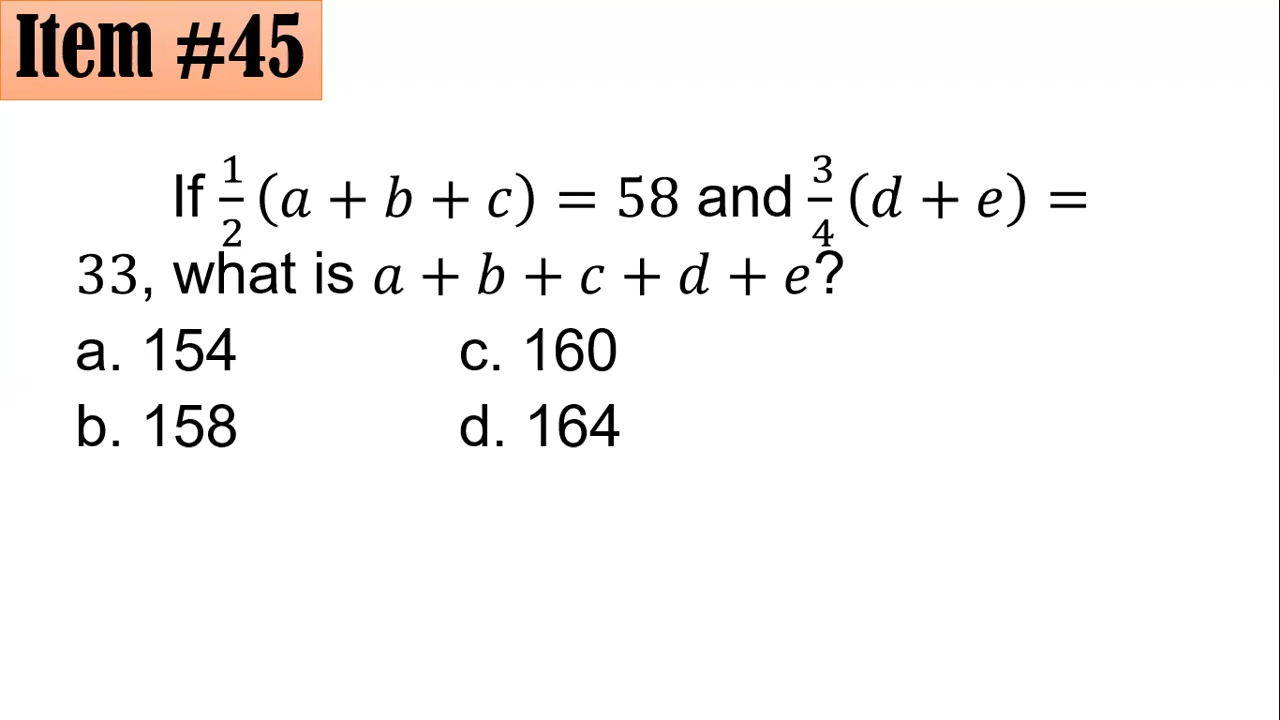 Item #45
If 1/2 (a + b + c) = 58 and 3/4 (d + e) =
33, what is a + b + c + d + e?
a. 154 c. 160
b. 158 d. 164